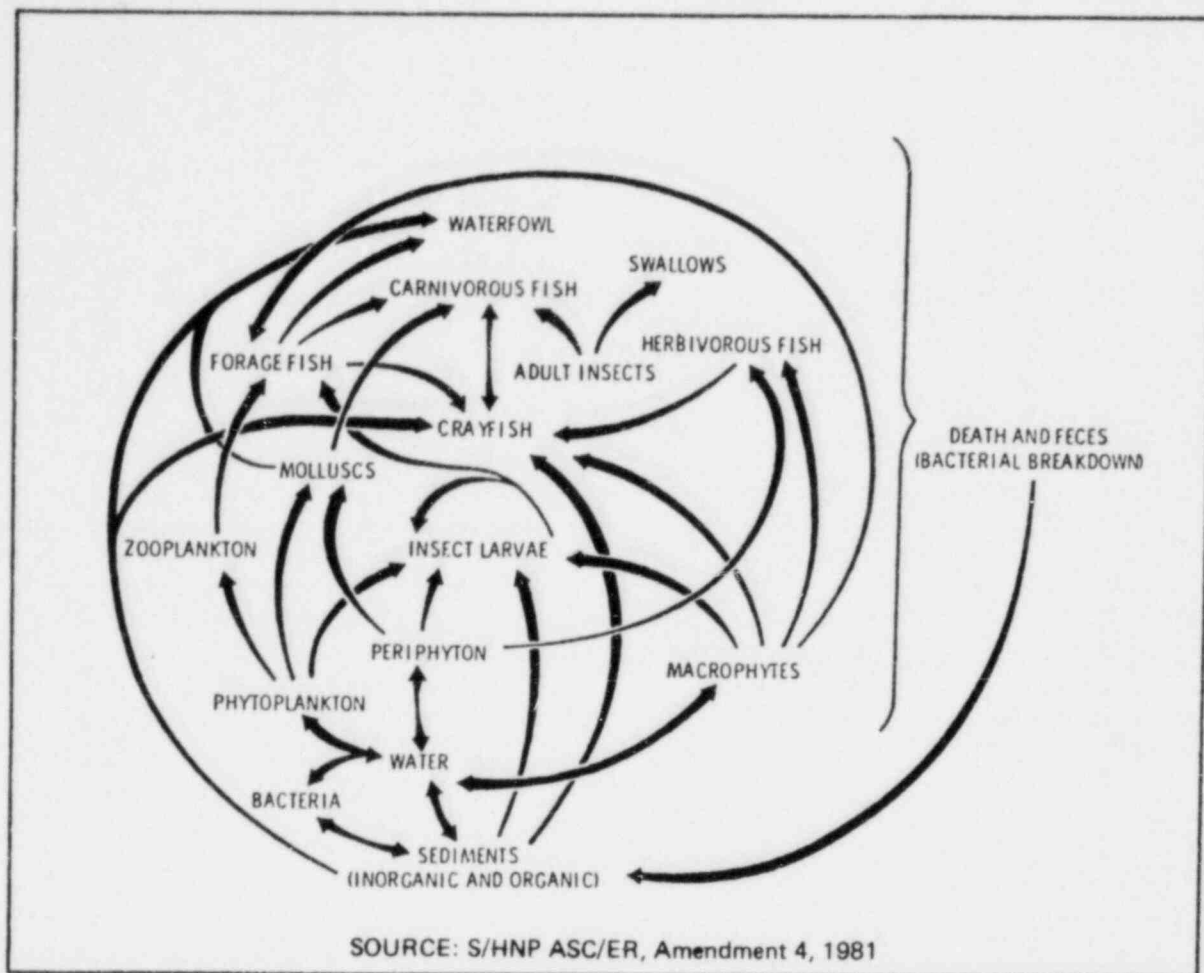 WATERFOWL
SWALLOWS
CARNIVOROUS FISH
HERBIVOROUS FISH
FORAGE FISH
ADULT INSECTS
CRAYFISH
DEATH AND FECES
(BACTERIAL BREAKDOWN)
MOLLUSCS
ZOOPLANKTON
INSECT LARVAE
PERIPHYTON
MACROPHYTES
PHYTOPLANKTON
WATER
BACTERIA
SEDIMENTS
(INORGANIC AND ORGANIC)
SOURCE: S/HNP ASC/ER, Amendment 4, 1981